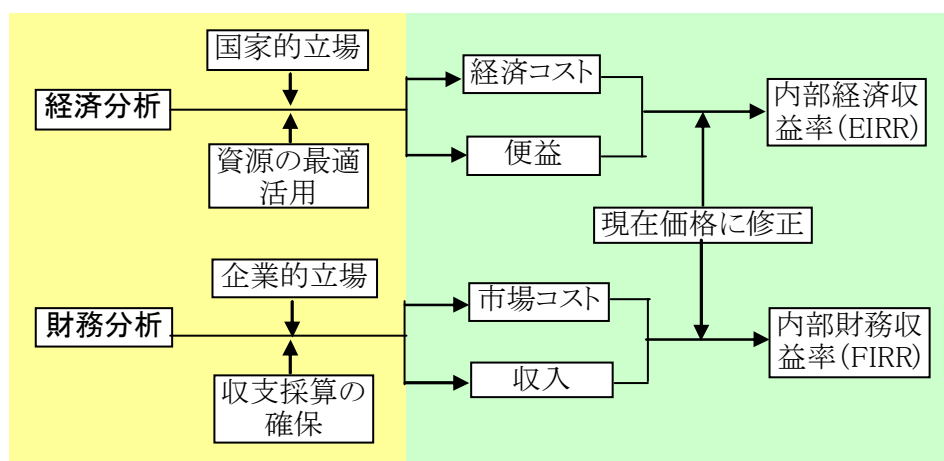 国家的立場
経済分析
資源の最適
活用
経済コスト
便益
内部経済収
益率(EIRR)
現在価格に修正
企業的立場
財務分析
収支採算の
確保
市場コスト
収入
内部財務収
益率(FIRR)